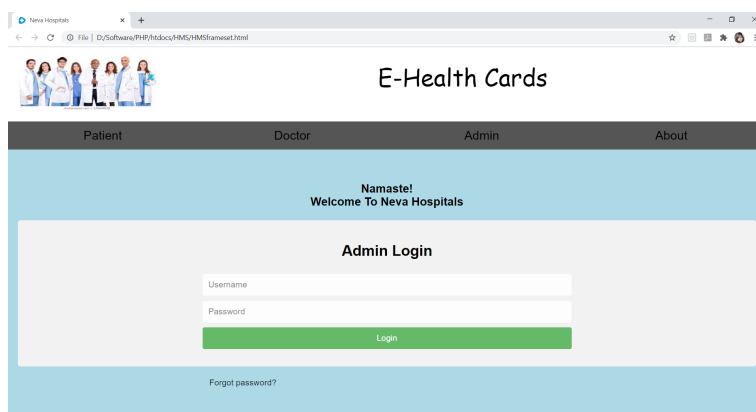 Neva Hospitals
File | D:/Software/PHP/htdocs/HMS/HMSframeset.html
E-Health Cards
Patient Doctor Admin About
Namaste!
Welcome To Neva Hospitals
Admin Login
Username
Password
Login
Forgot password?